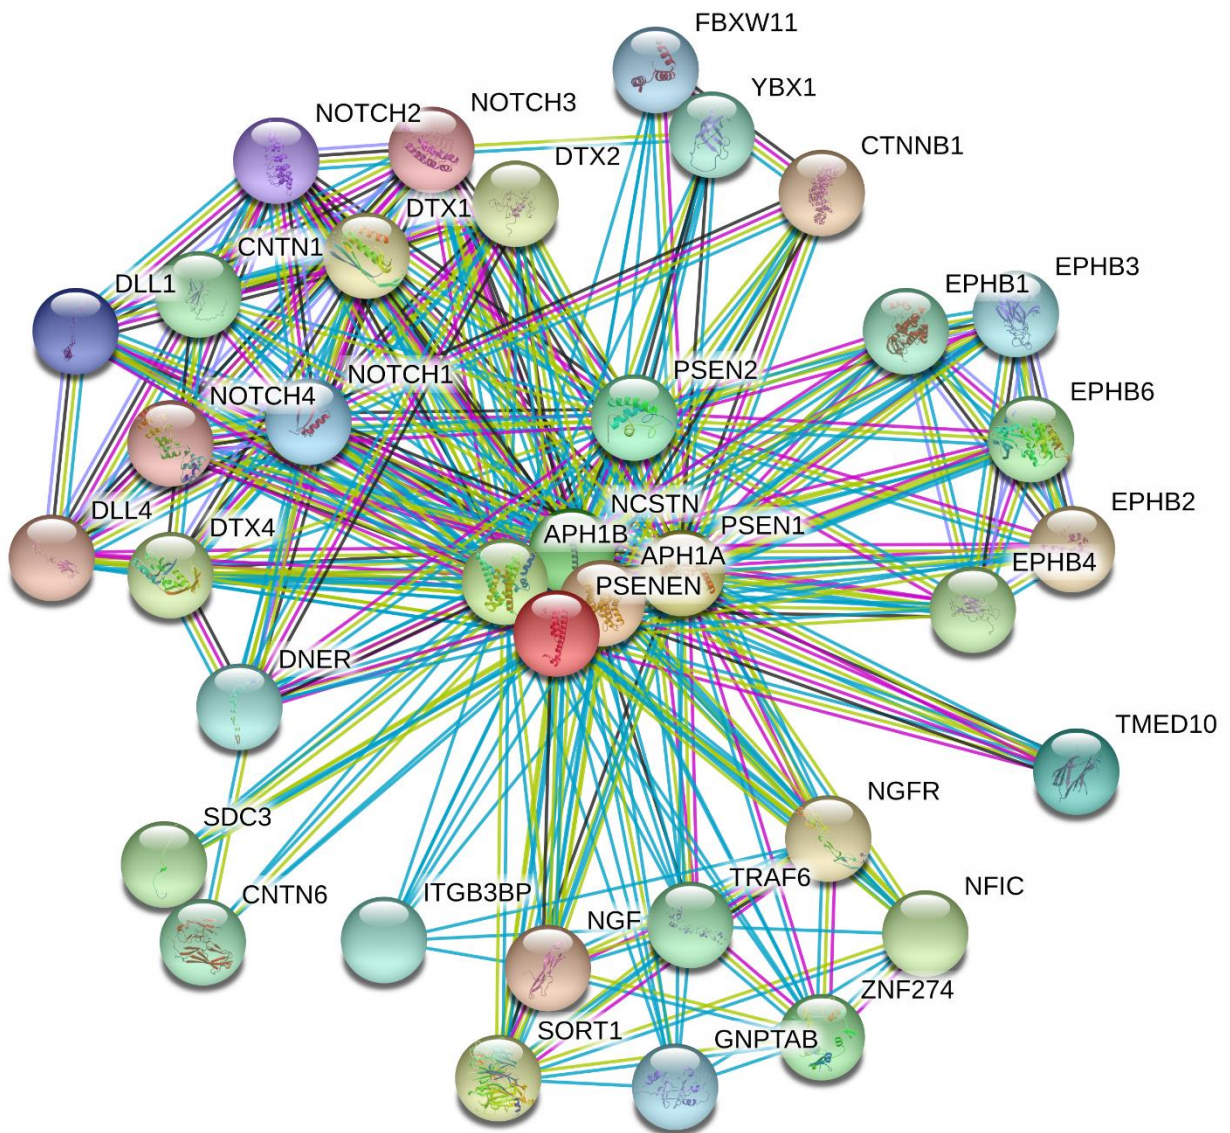 FBXW11
YBX1
NOTCH3
NOTCH2
CTNNB1
DTX2
DTX1
CNTN1
EPHB3
DLL1
EPHB1
PSEN2
NOTCH1
EPHB6
NOTCH4
NCSTN
EPHB2
DLL4
DTX4
PSEN1
APH1B
APH1A
EPHB4
PSENEN
DNER
TMED10
NGFR
SDC3
TRAF6
NFIC
CNTN6
ITGB3BP
NGF
ZNF274
SORT1
GNPTAB